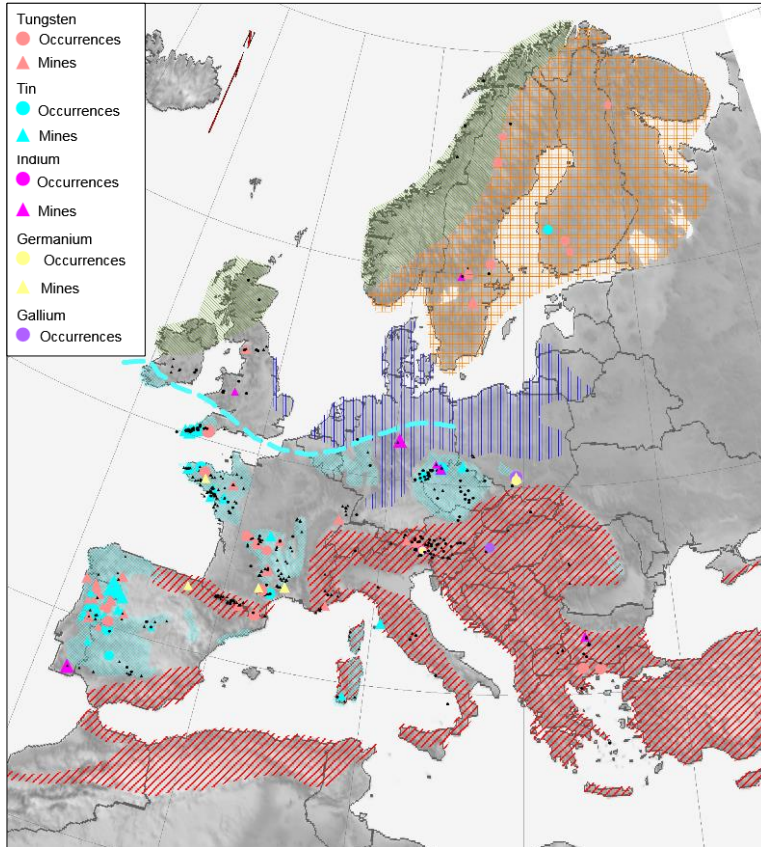 Tungsten
Occurrences
Mines
Tin
Occurrences
Mines
Indium
Occurrences
Mines
Germanium
Occurrences
Mines
Gallium
Occurrences